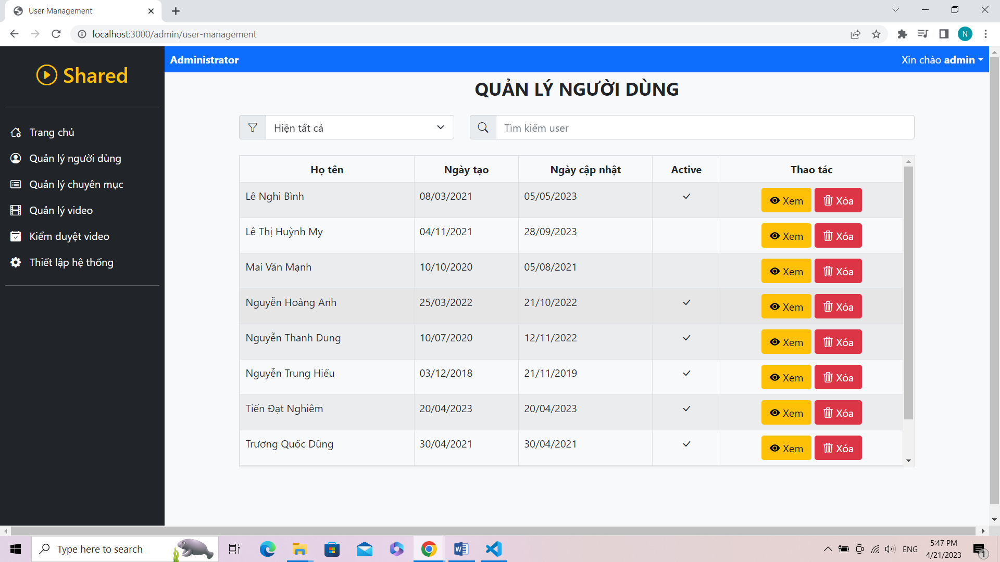 User Management
localhost:3000/admin/user-management
N
Shared
Administrator
Xin chào admin
Trang chủ
Quản lý người dùng
Quản lý chuyên mục
Quản lý video
Kiểm duyệt video
Thiết lập hệ thống
QUẢN LÝ NGƯỜI DÙNG
Hiện tất cả
Tìm kiếm user
Họ tên Ngày tạo Ngày cập nhật Active Thao tác
Lê Nghi Bình 08/03/2021 05/05/2023 Xem Xóa
Lê Thị Huỳnh My 04/11/2021 28/09/2023 Xem Xóa
Mai Văn Mạnh 10/10/2020 05/08/2021 Xem Xóa
Nguyễn Hoàng Anh 25/03/2022 21/10/2022 Xem Xóa
Nguyễn Thanh Dung 10/07/2020 12/11/2022 Xem Xóa
Nguyễn Trung Hiếu 03/12/2018 21/11/2019 Xem Xóa
Tiến Đạt Nghiêm 20/04/2023 20/04/2023 Xem Xóa
Trương Quốc Dũng 30/04/2021 30/04/2021 Xem Xóa
Type here to search
ENG
5:47 PM
4/21/2023
1